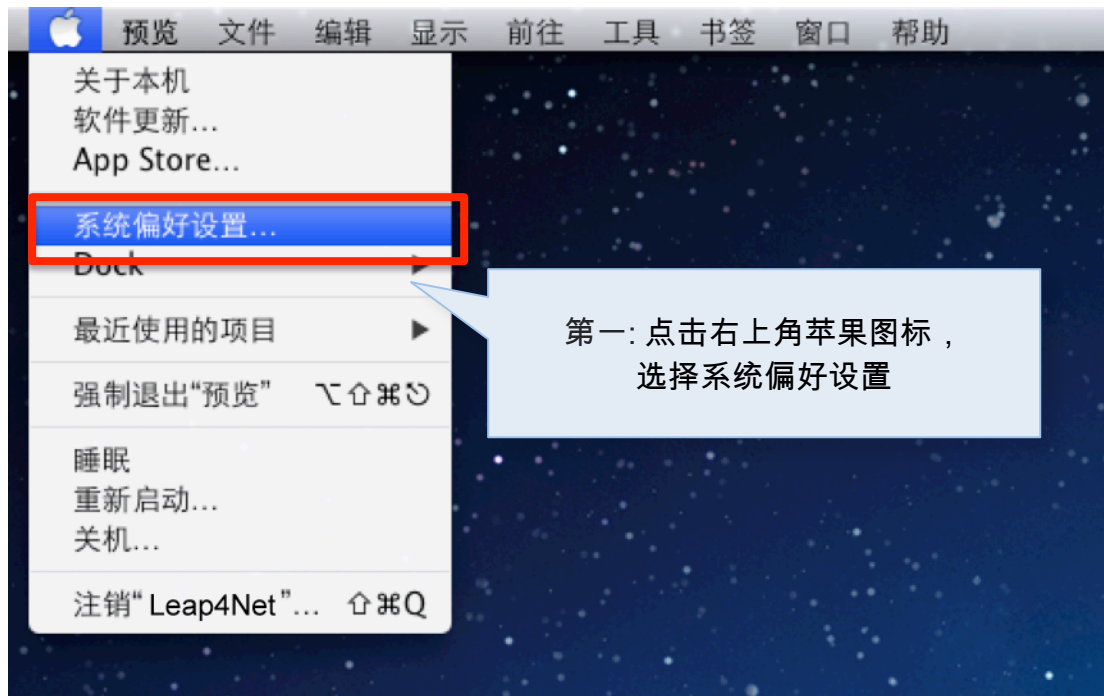 预览 文件 编辑 显示 前往 工具 书签 窗口 帮助
关于本机
软件更新...
App Store...
系统偏好设置...
Dock ▶
最近使用的项目 ▶
强制退出“预览” ⌥⇧⌘⎋
睡眠
重新启动...
关机...
注销“Leap4Net”... ⇧⌘Q
第一: 点击右上角苹果图标，
选择系统偏好设置